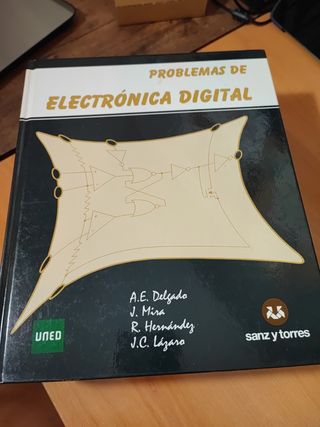 PROBLEMAS DE
ELECTRÓNICA DIGITAL
A.E. Delgado
J. Mira
R. Hernández
J.C. Lázaro
UNED
sanz y torres